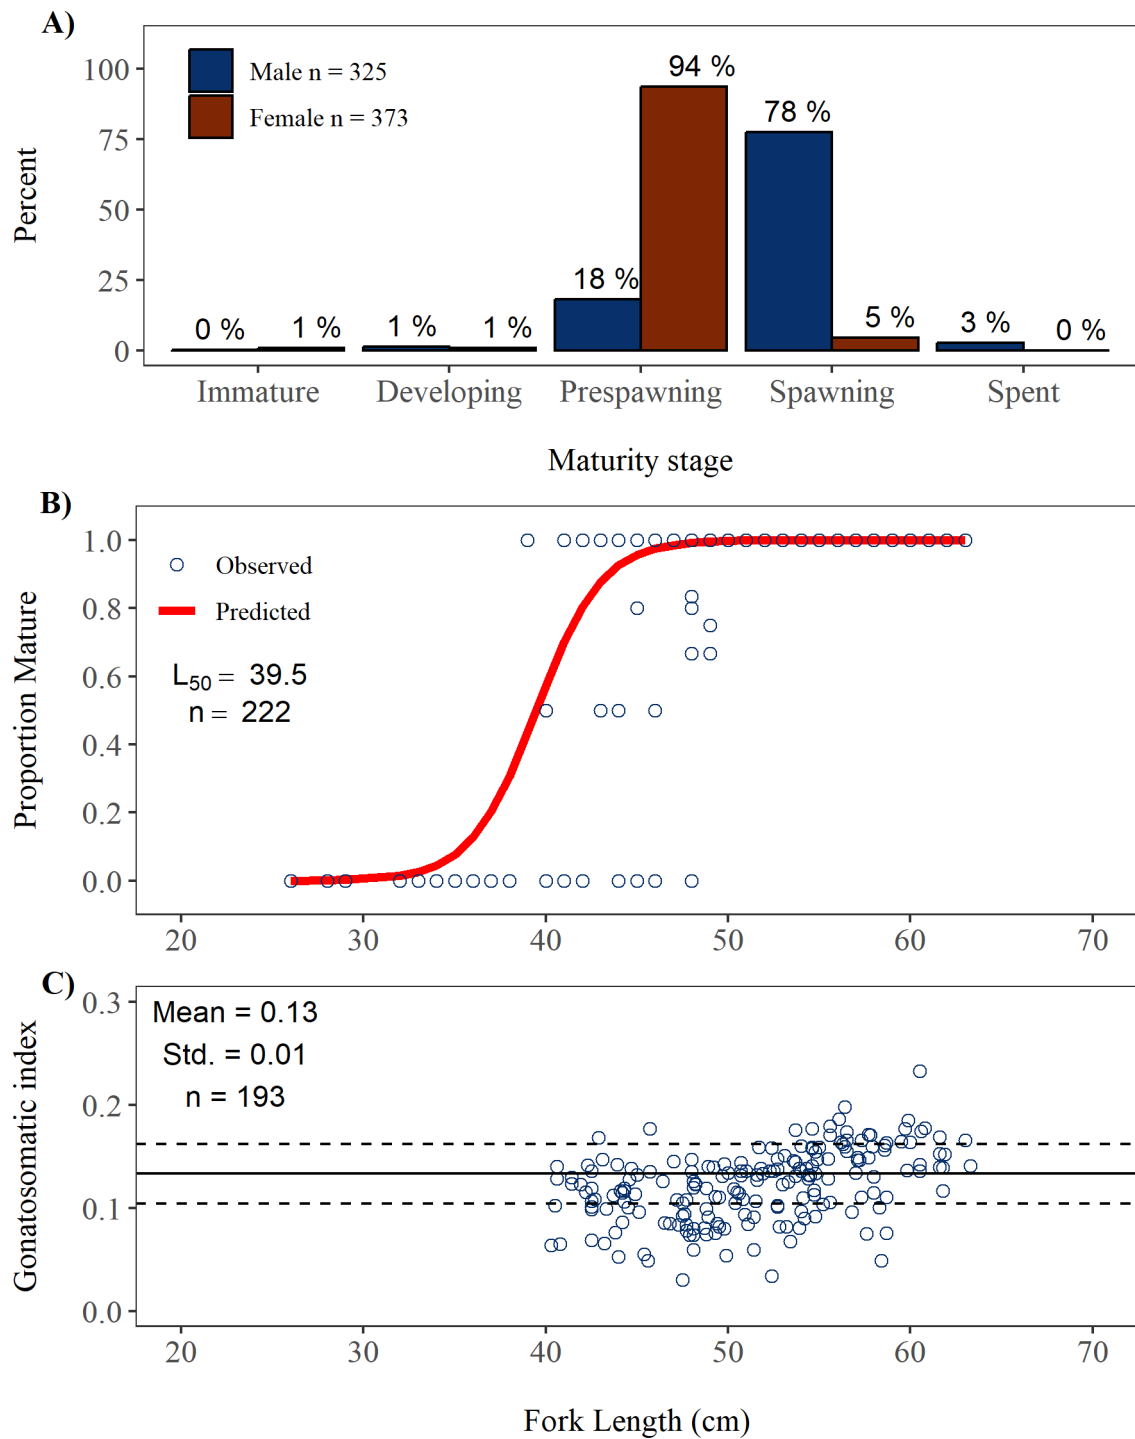 A)
Percent
100
75
50
25
0
Male n = 325
Female n = 373
0 %
1 %
1 %
1 %
18 %
94 %
78 %
5 %
3 %
0 %
Immature
Developing
Prespawning
Spawning
Spent
Maturity stage
B)
Proportion Mature
1.0
0.8
0.6
0.4
0.2
0.0
Observed
Predicted
L50 = 39.5
n = 222
20
30
40
50
60
70
C)
Gonatosomatic index
0.3
0.2
0.1
0.0
Mean = 0.13
Std. = 0.01
n = 193
20
30
40
50
60
70
Fork Length (cm)